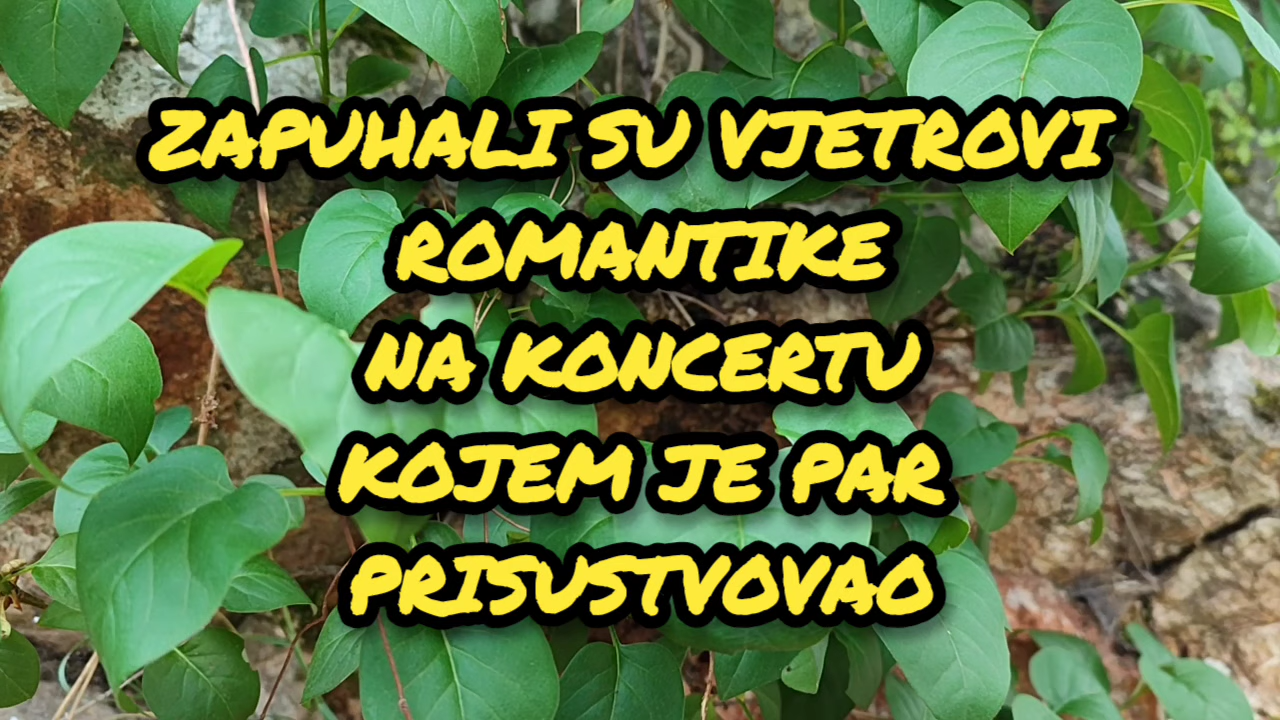 ZAPUHALI SU VJETROVI
ROMANTIKE
NA KONCERTU
KOJEM JE PAR
PRISUSTVOVAO